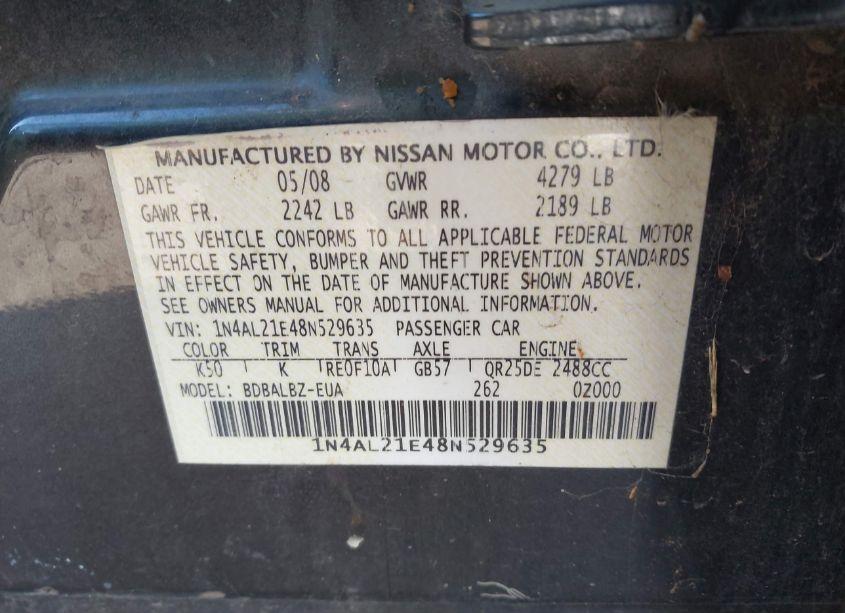 MANUFACTURED BY NISSAN MOTOR CO., LTD.
DATE 05/08 GVWR 4279 LB
GAWR FR. 2242 LB GAWR RR. 2189 LB
THIS VEHICLE CONFORMS TO ALL APPLICABLE FEDERAL MOTOR
VEHICLE SAFETY, BUMPER AND THEFT PREVENTION STANDARDS
IN EFFECT ON THE DATE OF MANUFACTURE SHOWN ABOVE.
SEE OWNERS MANUAL FOR ADDITIONAL INFORMATION.
VIN: 1N4AL21E48N529635 PASSENGER CAR
COLOR TRIM TRANS AXLE ENGINE
K50 K RE0F10A GB57 QR25DE 2488CC
MODEL: BDBALBZ-EUA 262 0Z000
1N4AL21E48N529635